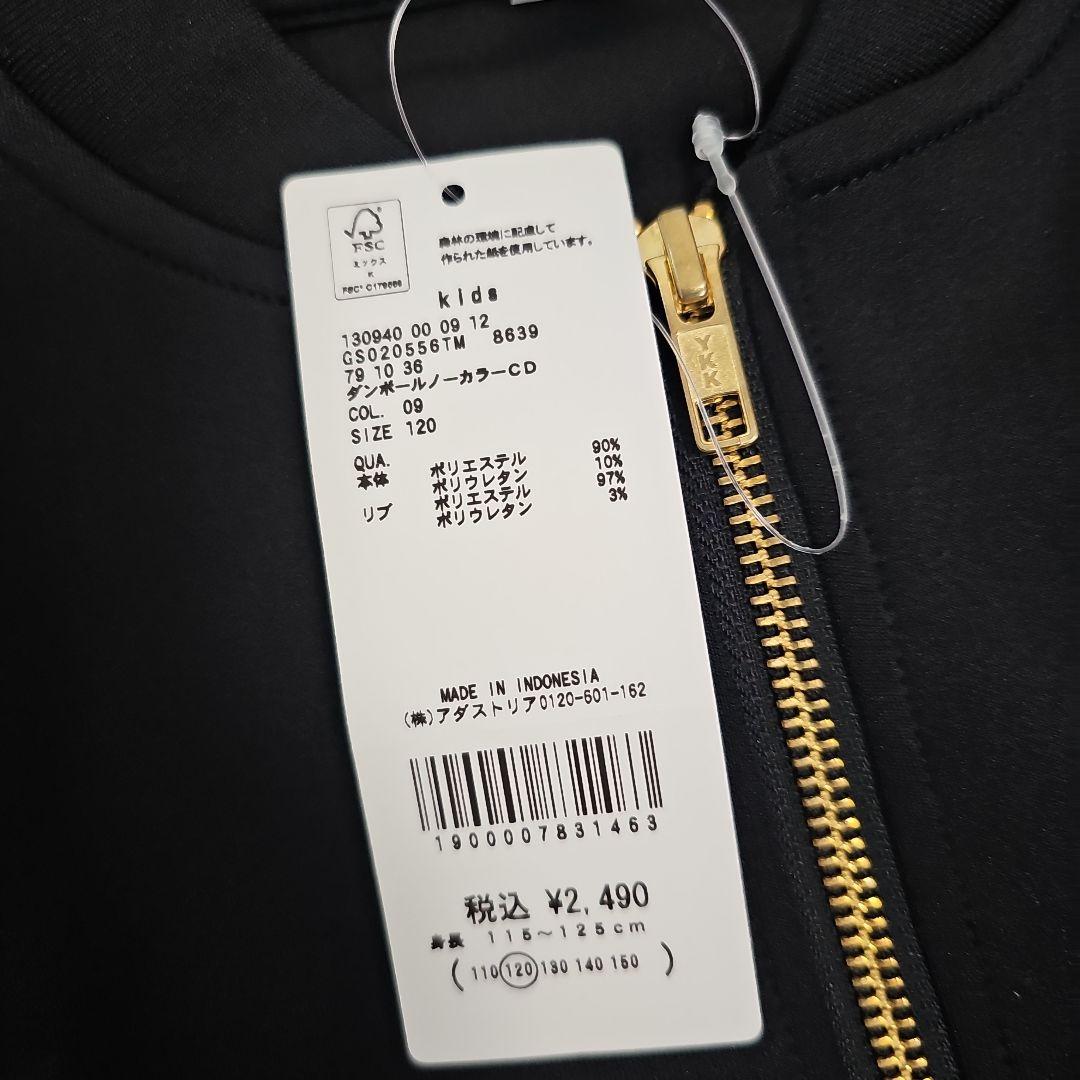 FSC
ミックス
K
森林の環境に配慮して
作られた紙を使用しています。
kids
130940 00 09 12
GS020556TM 8639
79 10 36
ダンボールノーカラーCD
COL. 09
SIZE 120
QUA.
本体 ポリエステル 90%
ポリウレタン 10%
リブ ポリエステル 97%
ポリウレタン 3%
MADE IN INDONESIA
(株)アダストリア0120-601-162
1900007831463
税込 ¥2,490
身長 115～125cm
(110 120 130 140 150)
YKK